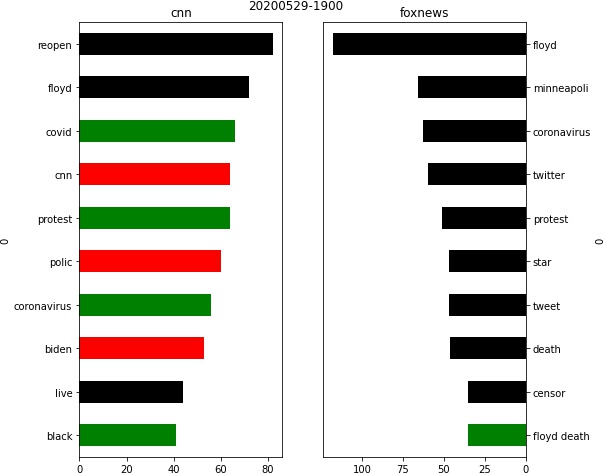 20200529-1900
cnn
foxnews
reopen
floyd
covid
cnn
protest
polic
coronavirus
biden
live
black
0
0 20 40 60 80
floyd
minneapoli
coronavirus
twitter
protest
star
tweet
death
censor
floyd death
0
100 75 50 25 0